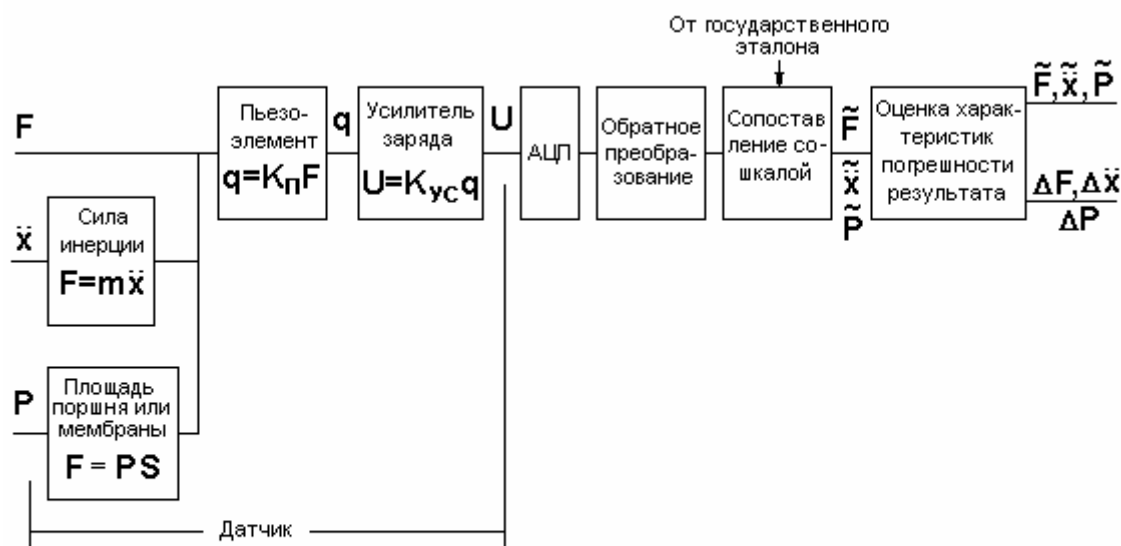 От государственного
эталона
F
Пьезо-
элемент
q=KПF
q
Усилитель
заряда
U=KУСq
U
АЦП
Обратное
преобра-
зование
Сопостав
ление со-
шкалой
F̃
ẍ̃
P̃
Оценка харак-
теристик
погрешности
результата
F̃, ẍ̃, P̃
ΔF, Δẍ
ΔP
ẍ
Сила
инерции
F=mẍ
P
Площадь
поршня или
мембраны
F = PS
Датчик